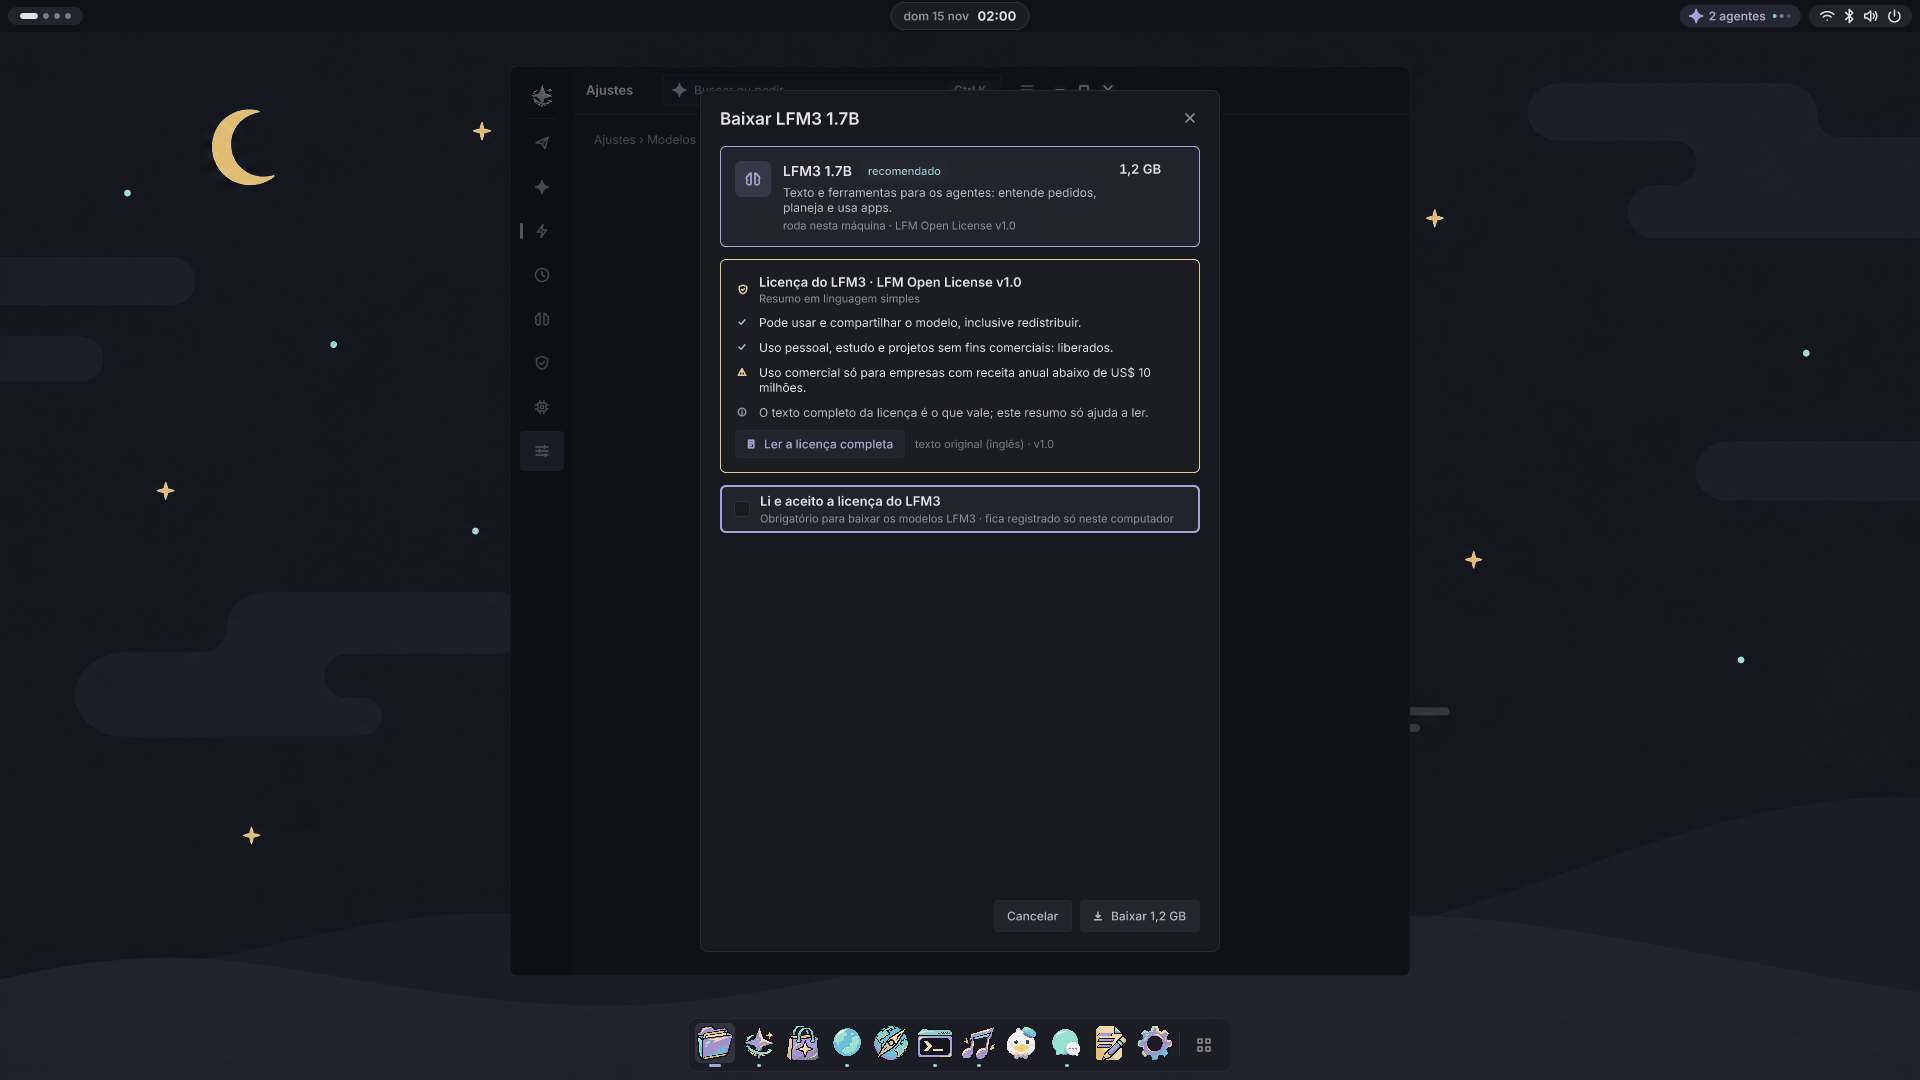 dom 15 nov 02:00
2 agentes
Ajustes
Buscar ou pedir
Ctrl K
Ajustes › Modelos
Baixar LFM3 1.7B
LFM3 1.7B recomendado 1,2 GB
Texto e ferramentas para os agentes: entende pedidos,
planeja e usa apps.
roda nesta máquina · LFM Open License v1.0
Licença do LFM3 · LFM Open License v1.0
Resumo em linguagem simples
Pode usar e compartilhar o modelo, inclusive redistribuir.
Uso pessoal, estudo e projetos sem fins comerciais: liberados.
Uso comercial só para empresas com receita anual abaixo de US$ 10
milhões.
O texto completo da licença é o que vale; este resumo só ajuda a ler.
Ler a licença completa texto original (inglês) · v1.0
Li e aceito a licença do LFM3
Obrigatório para baixar os modelos LFM3 · fica registrado só neste computador
Cancelar Baixar 1,2 GB